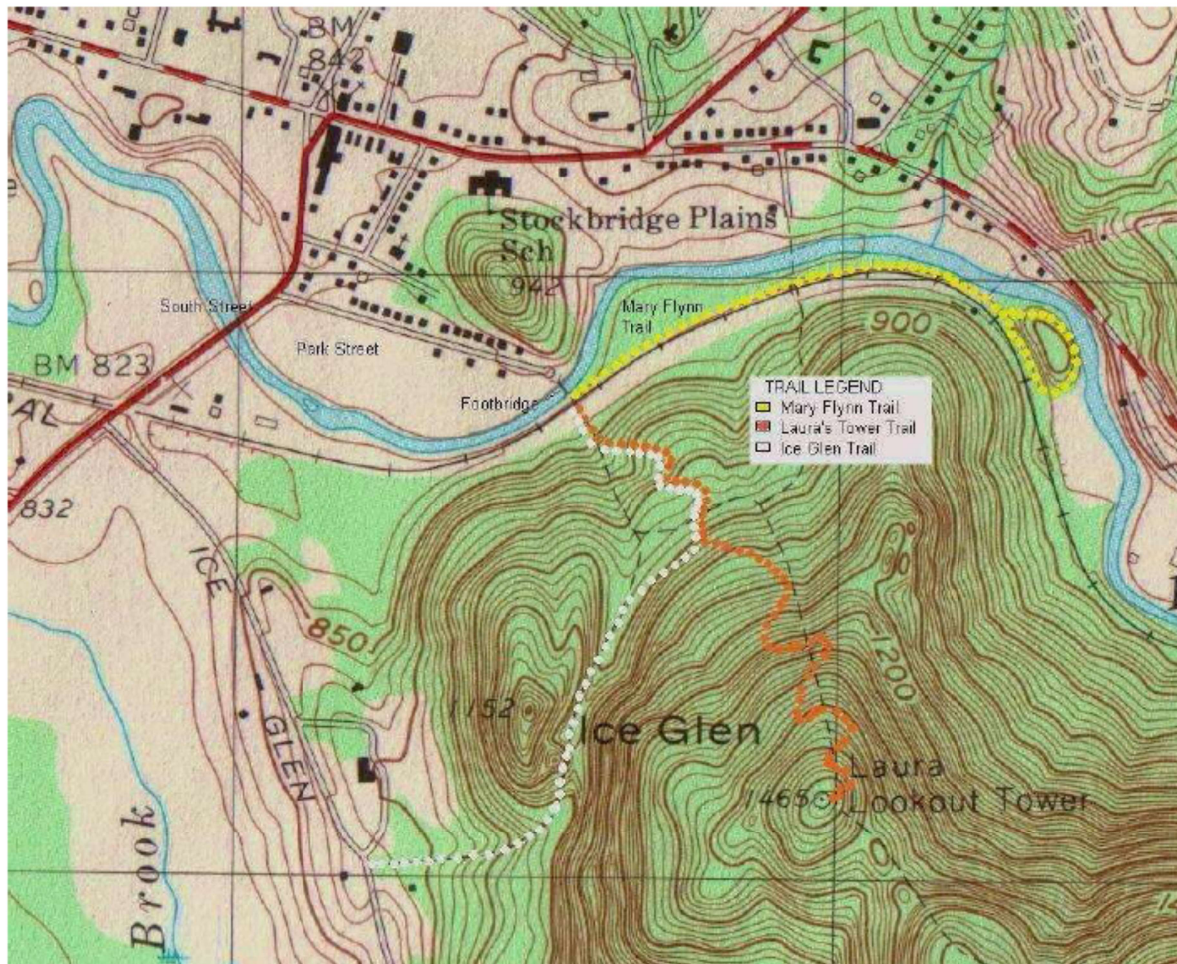 BM
842
Stockbridge Plains
Sch
942
South Street
Mary Flynn
Trail
900
Park Street
BM 823
TRAIL LEGEND
Mary Flynn Trail
Laura's Tower Trail
Ice Glen Trail
Footbridge
832
ICE
850
1200
1152
Ice Glen
GLEN
Laura
1465
Lookout Tower
Brook